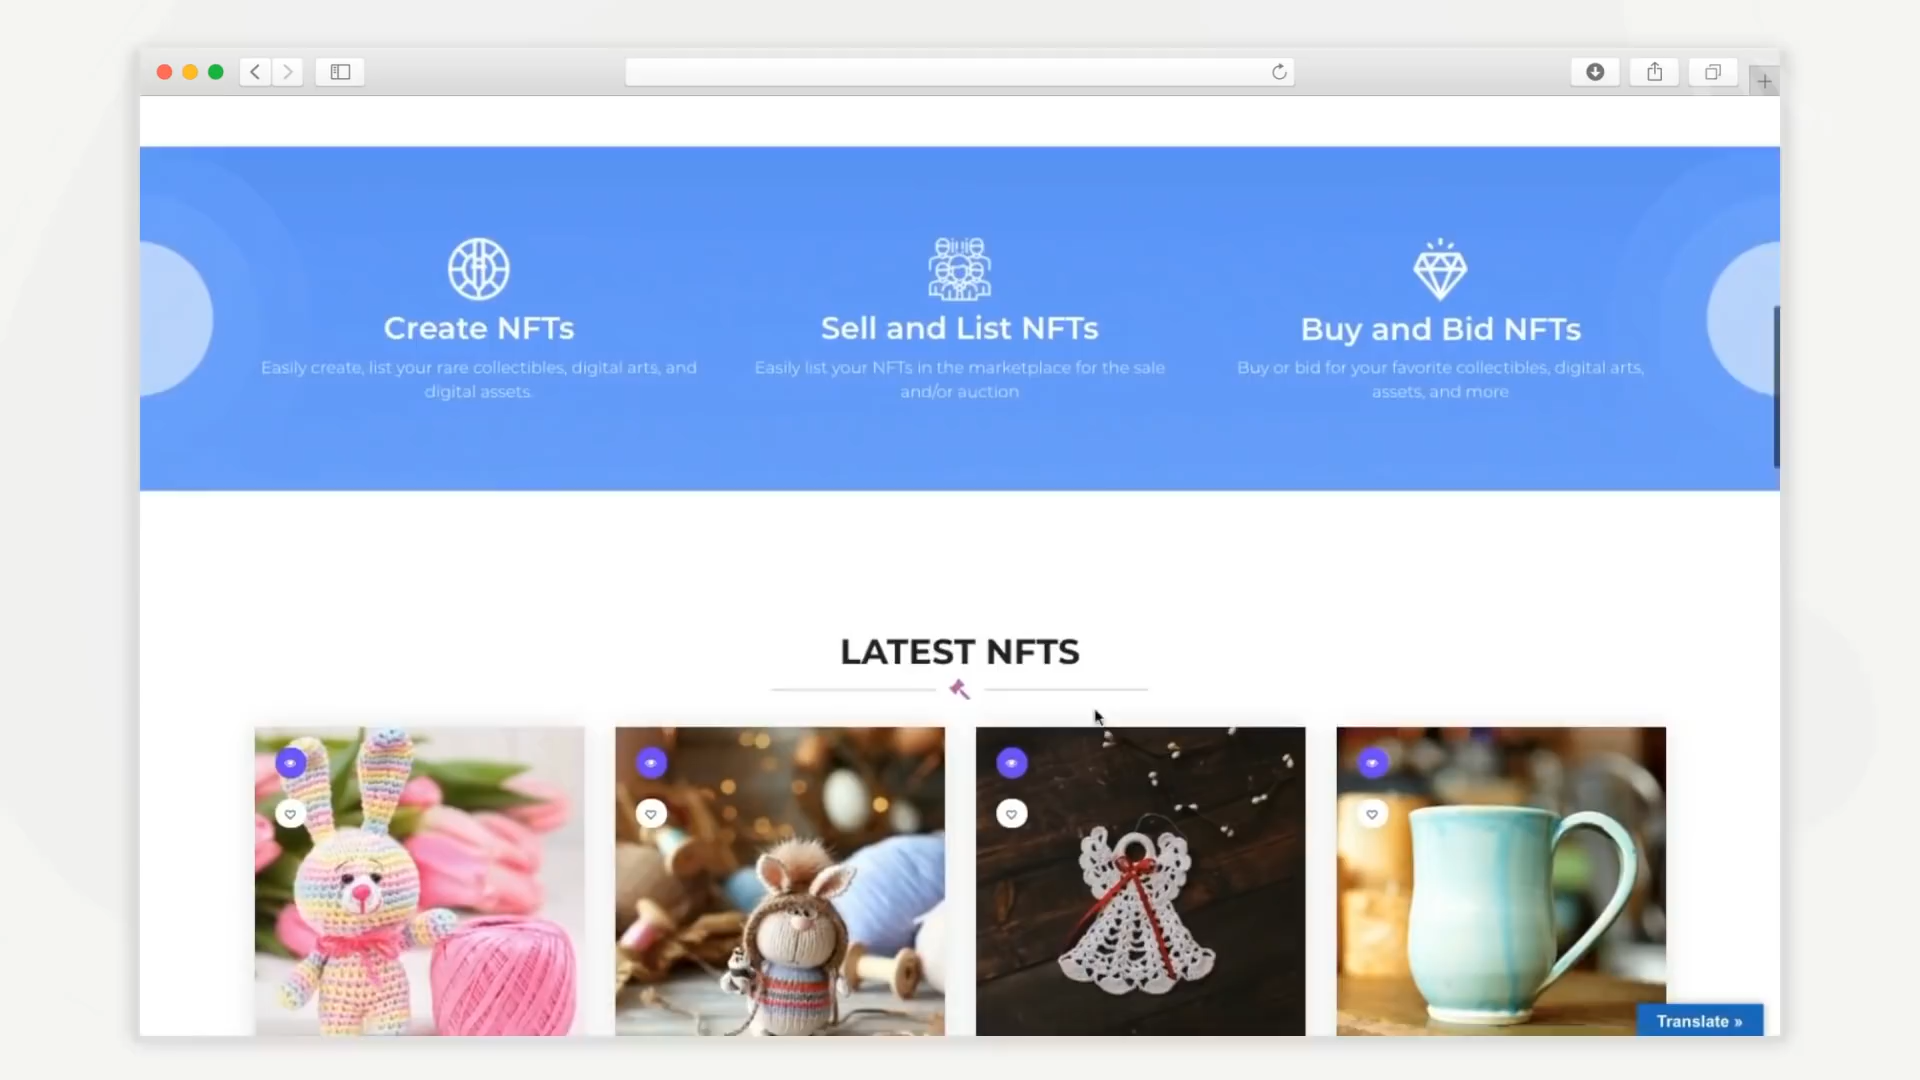 Create NFTs
Easily create, list your rare collectibles, digital arts, and
digital assets.
Sell and List NFTs
Easily list your NFTs in the marketplace for the sale
and/or auction
Buy and Bid NFTs
Buy or bid for your favorite collectibles, digital arts,
assets, and more
LATEST NFTS
Translate »